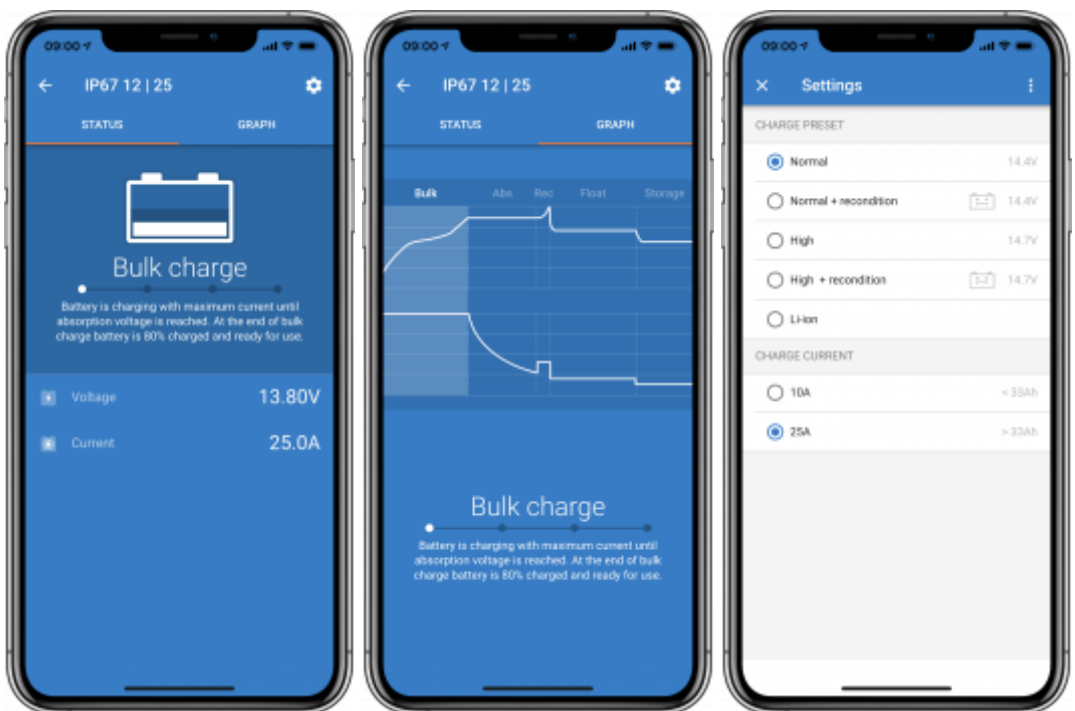 09:00
IP67 12 | 25
STATUS GRAPH
Bulk charge
Battery is charging with maximum current until
absorption voltage is reached. At the end of bulk
charge battery is 80% charged and ready for use.
Voltage 13.80V
Current 25.0A
09:00
IP67 12 | 25
STATUS GRAPH
Bulk Abs Rec Float Storage
Bulk charge
Battery is charging with maximum current until
absorption voltage is reached. At the end of bulk
charge battery is 80% charged and ready for use.
09:00
Settings
CHARGE PRESET
Normal 14.4V
Normal + recondition 14.4V
High 14.7V
High + recondition 14.7V
Li-ion
CHARGE CURRENT
10A < 33Ah
25A > 33Ah